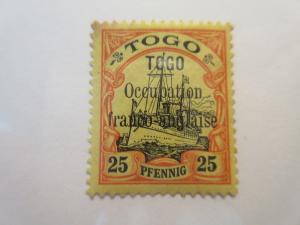 TOGO
TOGO
Occupation
franco-anglaise
25 PFENNIG 25